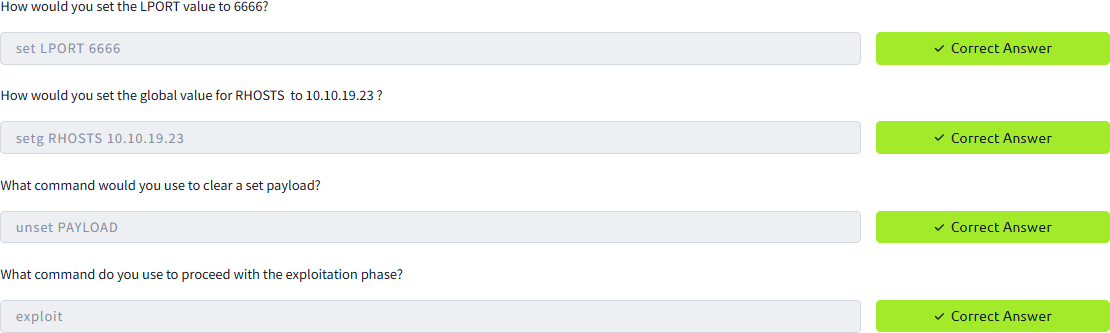 How would you set the LPORT value to 6666?
set LPORT 6666
✓ Correct Answer
How would you set the global value for RHOSTS  to 10.10.19.23 ?
setg RHOSTS 10.10.19.23
✓ Correct Answer
What command would you use to clear a set payload?
unset PAYLOAD
✓ Correct Answer
What command do you use to proceed with the exploitation phase?
exploit
✓ Correct Answer